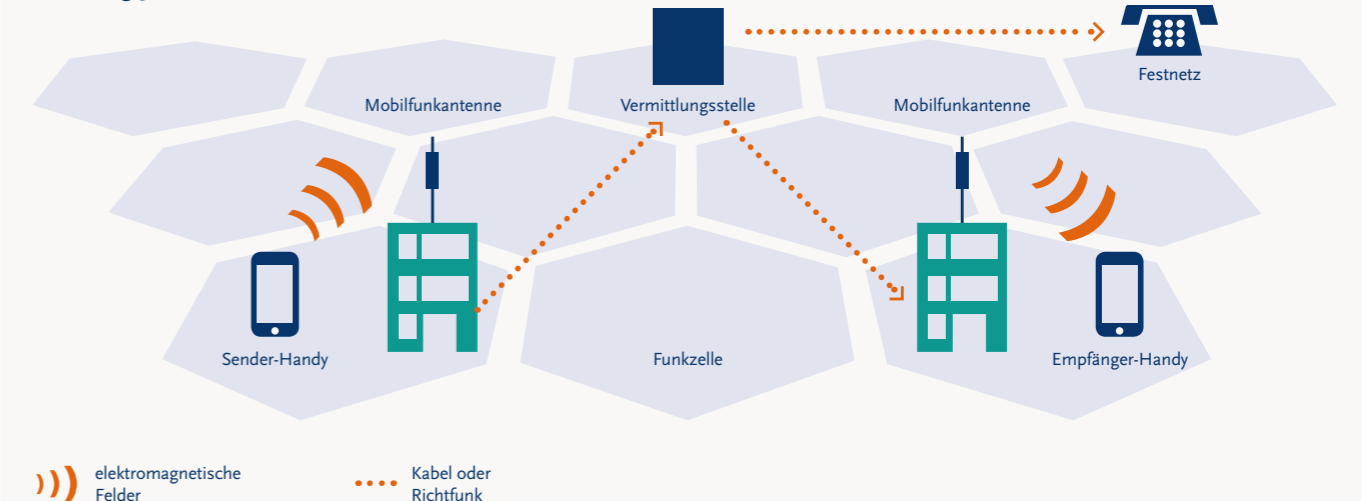 Festnetz
Mobilfunkantenne
Vermittlungsstelle
Mobilfunkantenne
Sender-Handy
Funkzelle
Empfänger-Handy
elektromagnetische
Felder
Kabel oder
Richtfunk